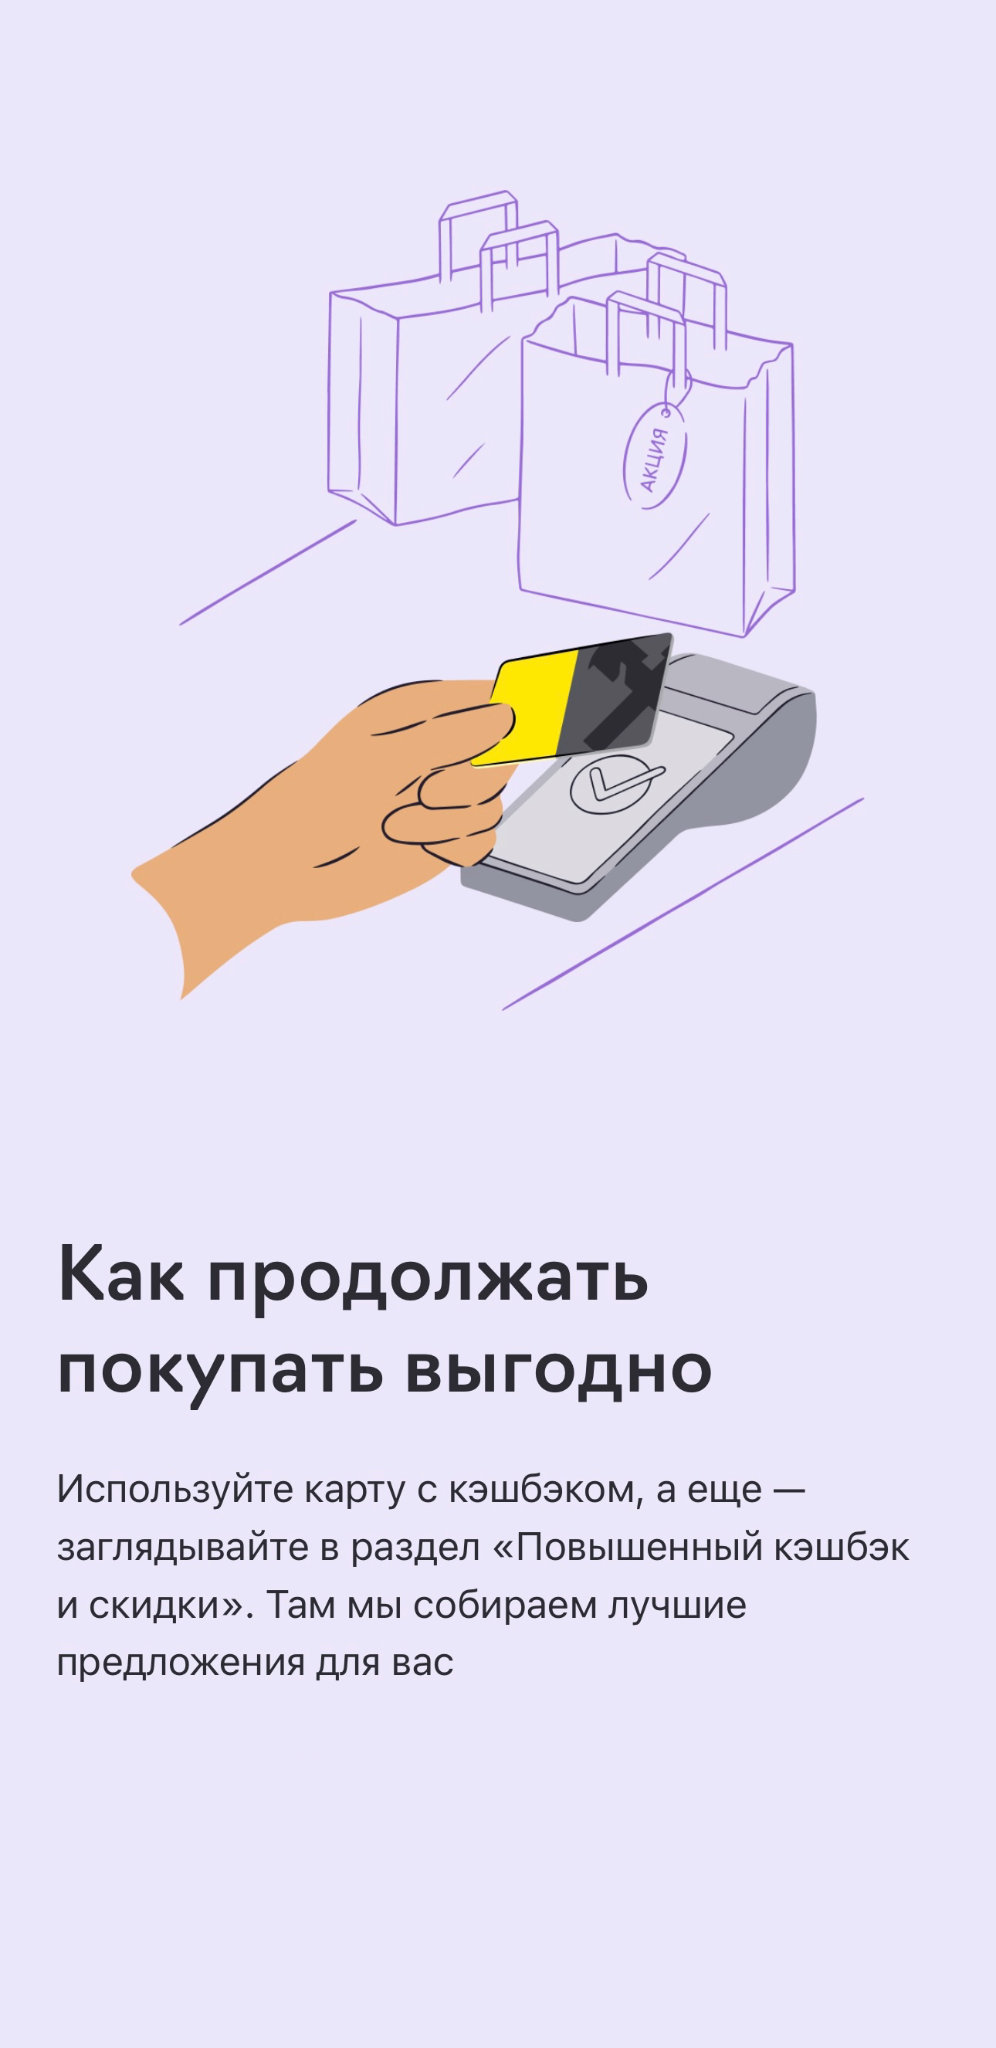 АКЦИЯ
Как продолжать
покупать выгодно
Используйте карту с кэшбэком, а еще —
заглядывайте в раздел «Повышенный кэшбэк
и скидки». Там мы собираем лучшие
предложения для вас